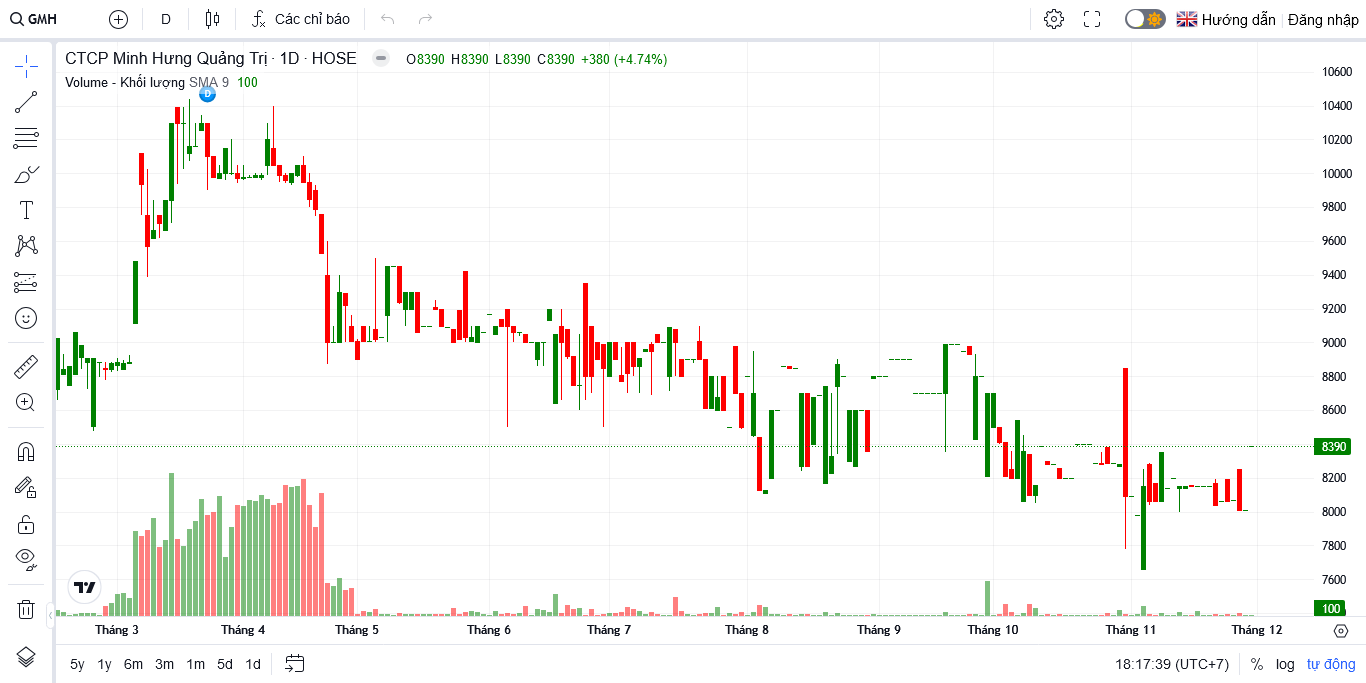 GMH D Các chỉ báo Hướng dẫn Đăng nhập
CTCP Minh Hưng Quảng Trị · 1D · HOSE O8390 H8390 L8390 C8390 +380 (+4.74%)
Volume - Khối lượng SMA 9 100
D
10600
10400
10200
10000
9800
9600
9400
9200
9000
8800
8600
8390
8200
8000
7800
7600
100
Tháng 3 Tháng 4 Tháng 5 Tháng 6 Tháng 7 Tháng 8 Tháng 9 Tháng 10 Tháng 11 Tháng 12
5y 1y 6m 3m 1m 5d 1d 18:17:39 (UTC+7) % log tự động